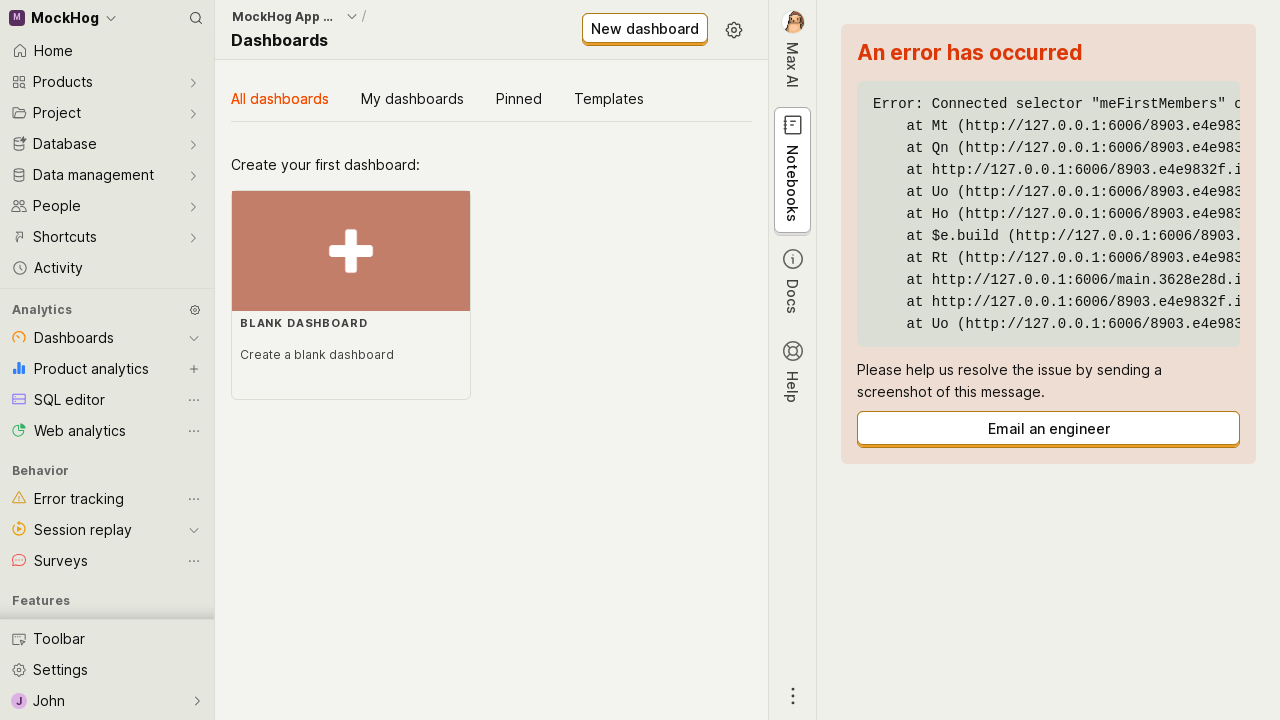 M MockHog
Home
Products
Project
Database
Data management
People
Shortcuts
Activity
Analytics
Dashboards
Product analytics
SQL editor
Web analytics
Behavior
Error tracking
Session replay
Surveys
Features
Toolbar
Settings
J John
MockHog App ... /
Dashboards
New dashboard
All dashboards My dashboards Pinned Templates
Create your first dashboard:
BLANK DASHBOARD
Create a blank dashboard
Max AI
Notebooks
Docs
Help
An error has occurred
Error: Connected selector "meFirstMembers" d
at Mt (http://127.0.0.1:6006/8903.e4e983
at Qn (http://127.0.0.1:6006/8903.e4e983
at http://127.0.0.1:6006/8903.e4e9832f.i
at Uo (http://127.0.0.1:6006/8903.e4e983
at Ho (http://127.0.0.1:6006/8903.e4e983
at $e.build (http://127.0.0.1:6006/8903.
at Rt (http://127.0.0.1:6006/8903.e4e983
at http://127.0.0.1:6006/main.3628e28d.i
at http://127.0.0.1:6006/8903.e4e9832f.i
at Uo (http://127.0.0.1:6006/8903.e4e983
Please help us resolve the issue by sending a
screenshot of this message.
Email an engineer